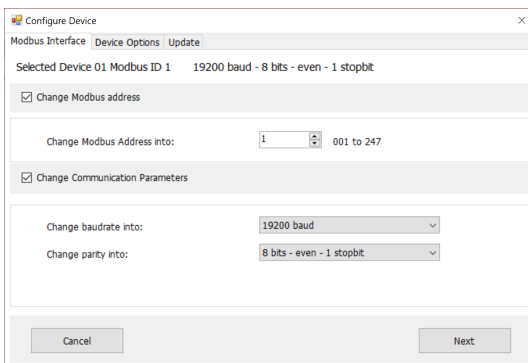 Configure Device
Modbus Interface Device Options Update
Selected Device 01 Modbus ID 1 19200 baud - 8 bits - even - 1 stopbit
Change Modbus address
Change Modbus Address into: 1 001 to 247
Change Communication Parameters
Change baudrate into: 19200 baud
Change parity into: 8 bits - even - 1 stopbit
Cancel Next